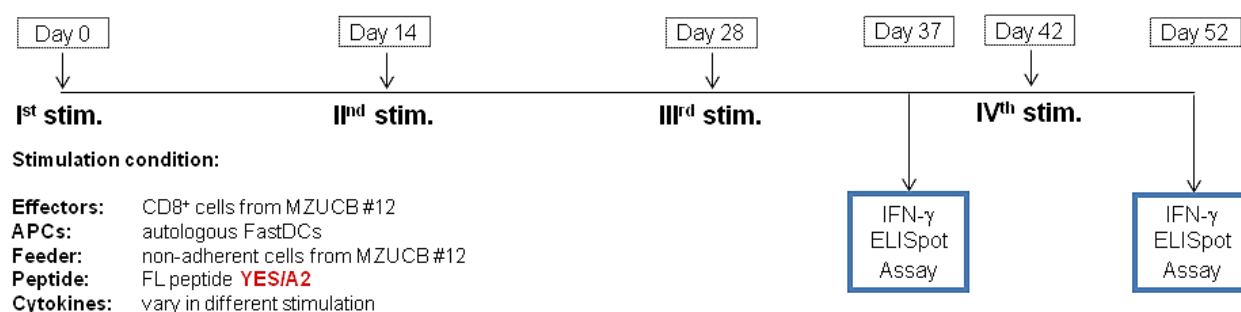 Day 0 Day 14 Day 28 Day 37 Day 42 Day 52
Ist stim. IInd stim. IIIrd stim. IVth stim.
Stimulation condition:
Effectors: CD8+ cells from MZUCB #12
APCs: autologous FastDCs
Feeder: non-adherent cells from MZUCB #12
Peptide: FL peptide YES/A2
Cytokines: vary in different stimulation
IFN-γ
ELISpot
Assay
IFN-γ
ELISpot
Assay